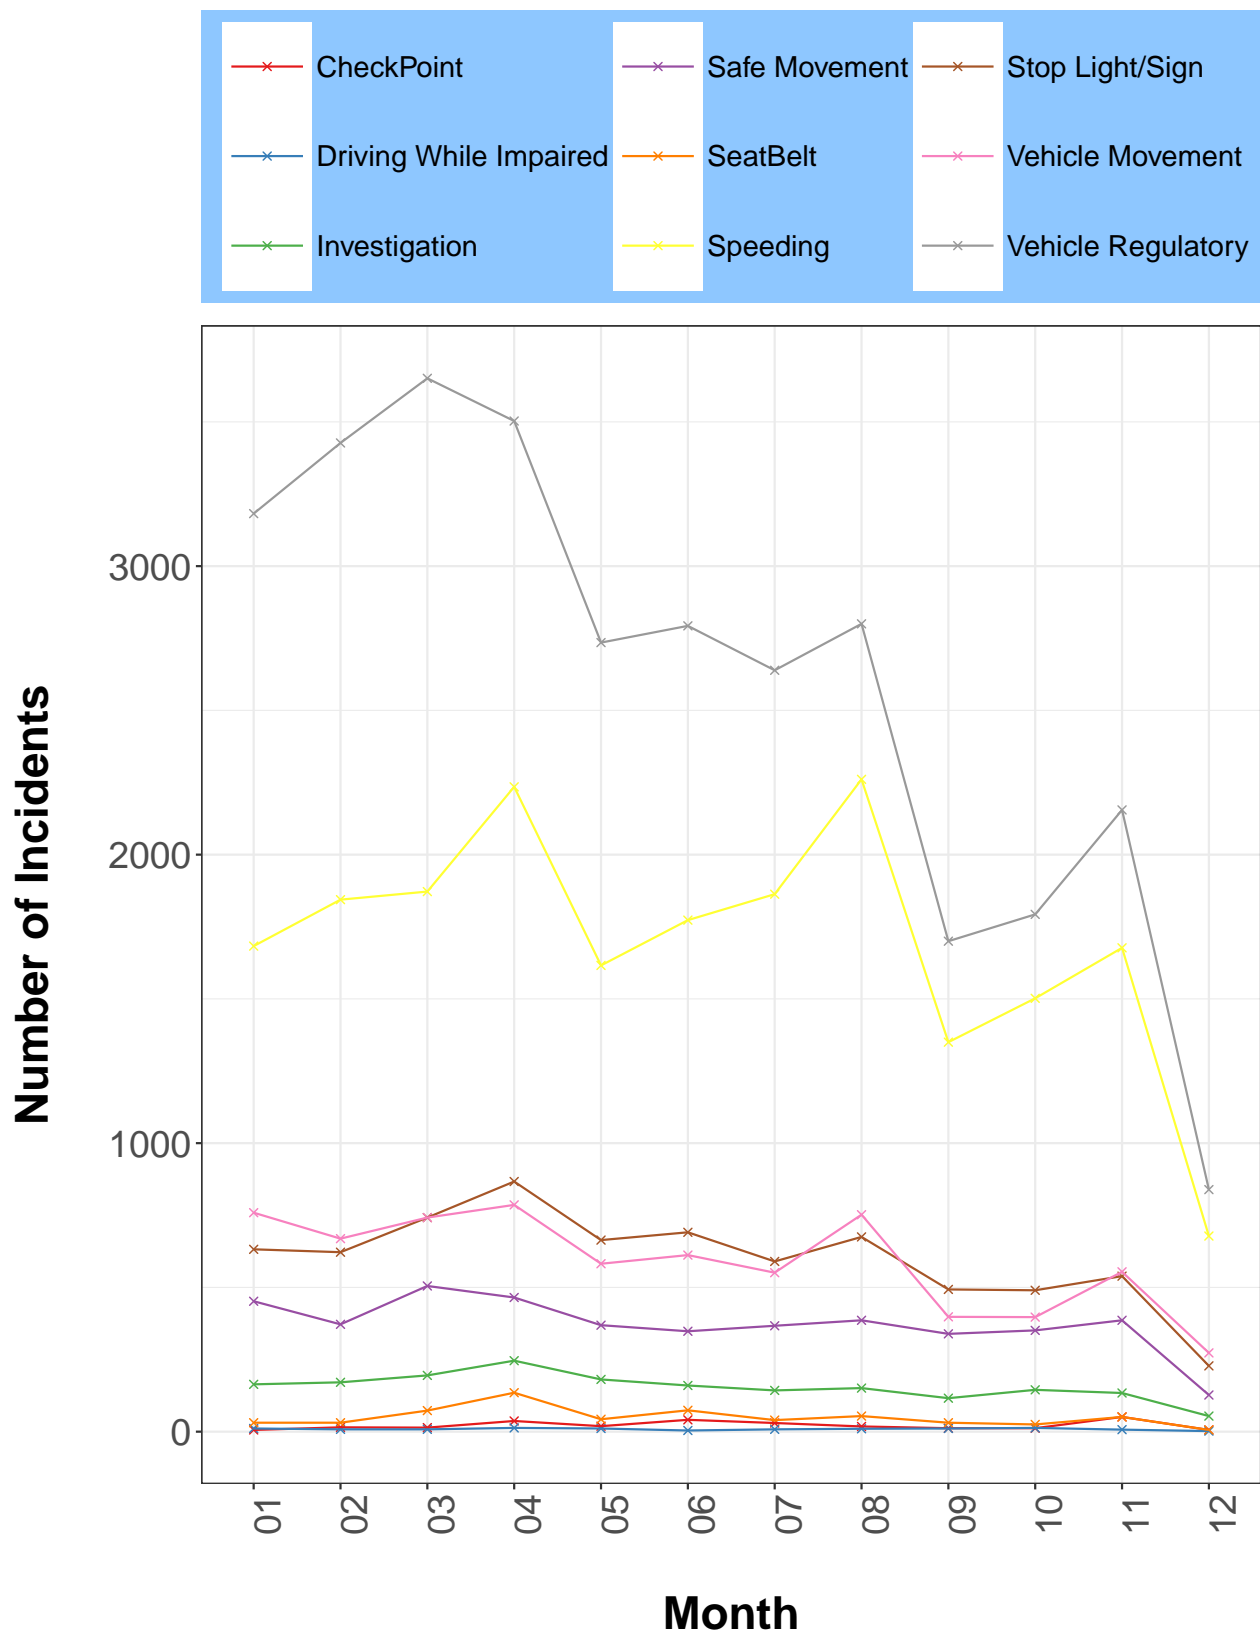 CheckPoint Safe Movement Stop Light/Sign
Driving While Impaired SeatBelt Vehicle Movement
Investigation Speeding Vehicle Regulatory
3000
2000
1000
0
Number of Incidents
01 02 03 04 05 06 07 08 09 10 11 12
Month